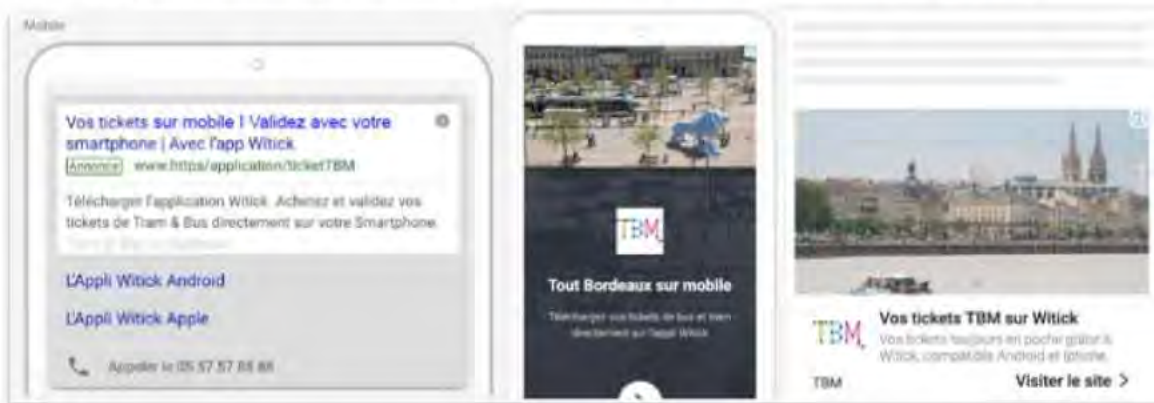 Mobile
Vos tickets sur mobile I Validez avec votre
smartphone | Avec l'app Witick
Annonce www.https/application/ticketTBM
Télécharger l'application Witick. Achetez et validez vos
tickets de Tram & Bus directement sur votre Smartphone.
L'Appli Witick Android
L'Appli Witick Apple
Appeler le 05 57 57 88 88
TBM
Tout Bordeaux sur mobile
Téléchargez vos tickets de bus et tram
directement sur l'appli Witick
Vos tickets TBM sur Witick
Vos tickets toujours en poche grâce à
Witick, compatible Android et Iphone.
TBM
TBM
Visiter le site >